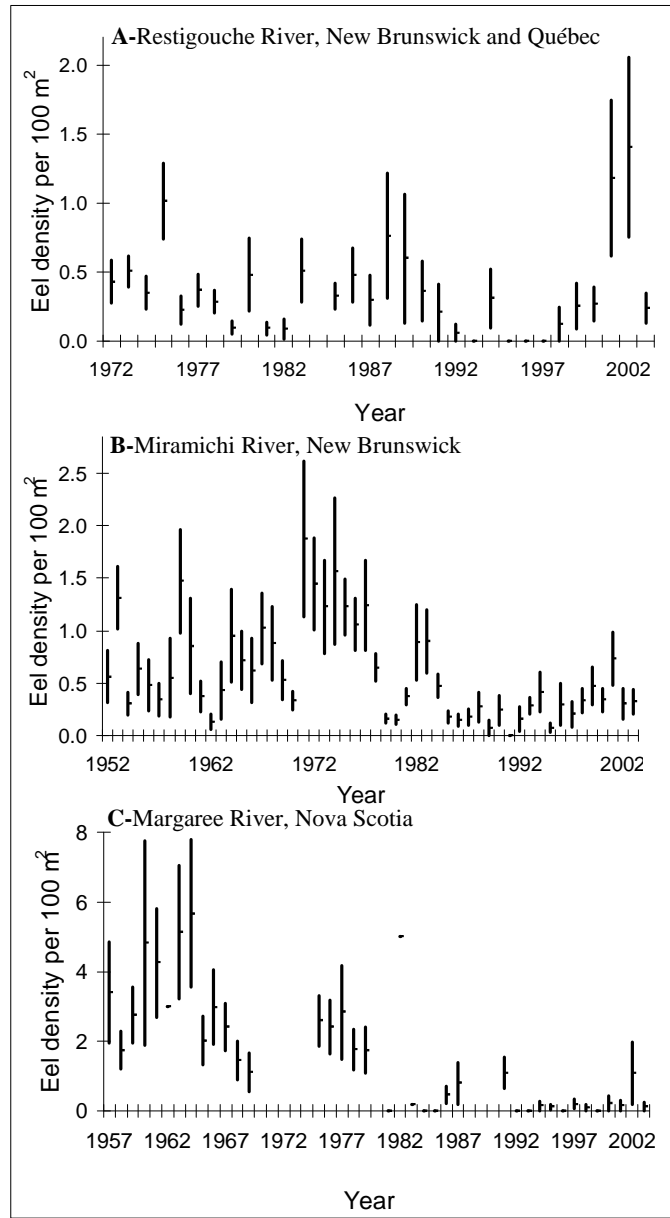 A-Restigouche River, New Brunswick and Québec
Eel density per 100 m²
2.0
1.5
1.0
0.5
0.0
1972 1977 1982 1987 1992 1997 2002
Year
B-Miramichi River, New Brunswick
Eel density per 100 m²
2.5
2.0
1.5
1.0
0.5
0.0
1952 1962 1972 1982 1992 2002
Year
C-Margaree River, Nova Scotia
Eel density per 100 m²
8
6
4
2
0
1957 1962 1967 1972 1977 1982 1987 1992 1997 2002
Year